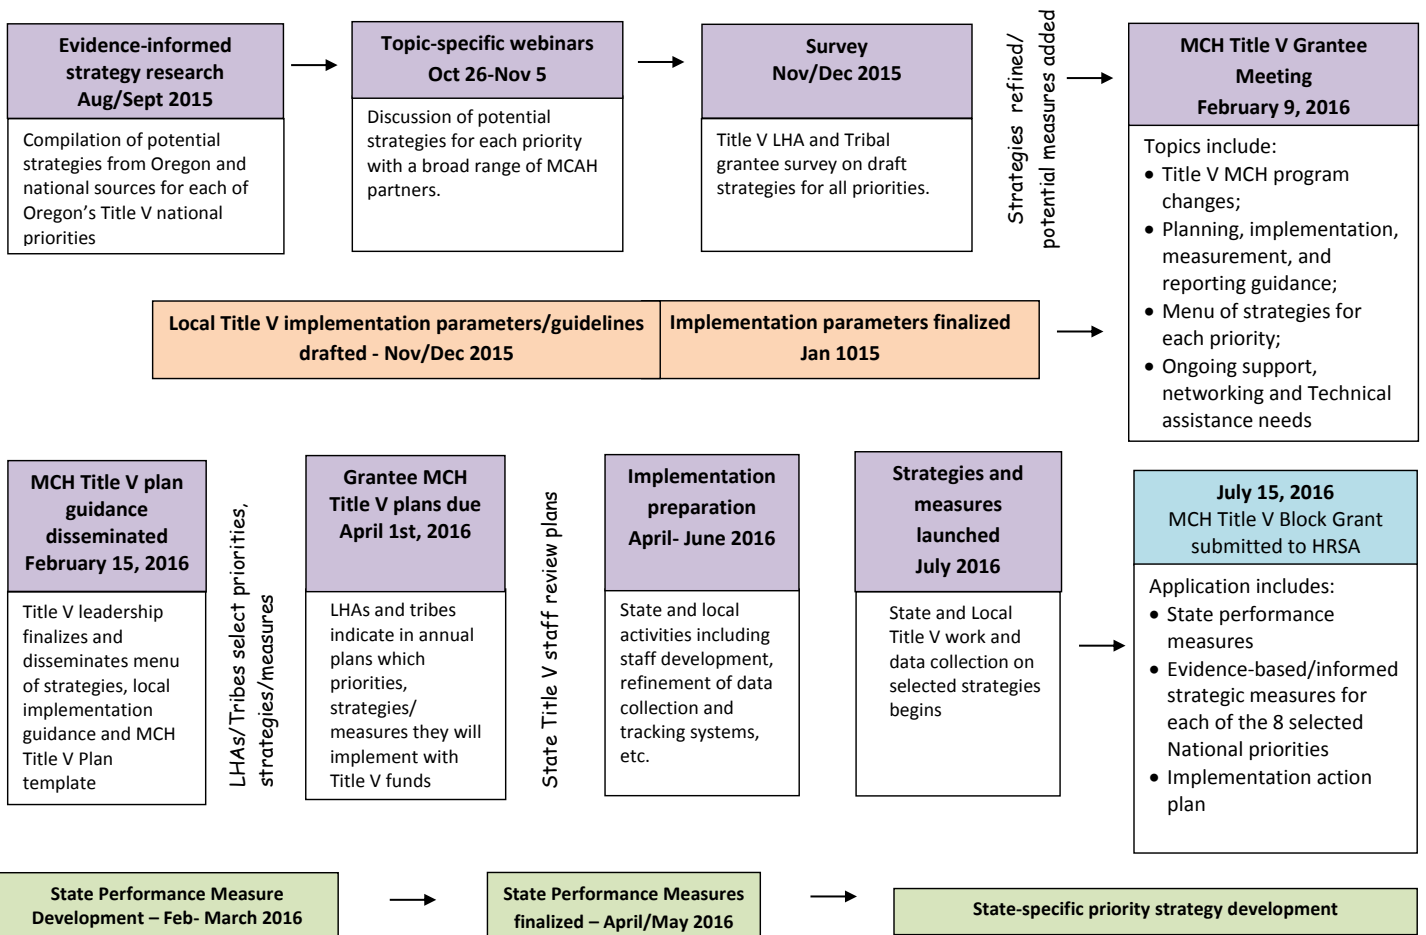 Evidence-informed
strategy research
Aug/Sept 2015
Compilation of potential
strategies from Oregon and
national sources for each of
Oregon's Title V national
priorities
Topic-specific webinars
Oct 26-Nov 5
Discussion of potential
strategies for each priority
with a broad range of MCAH
partners.
Survey
Nov/Dec 2015
Title V LHA and Tribal
grantee survey on draft
strategies for all priorities.
Strategies refined/
potential measures added
MCH Title V Grantee
Meeting
February 9, 2016
Topics include:
• Title V MCH program
changes;
• Planning, implementation,
measurement, and
reporting guidance;
• Menu of strategies for
each priority;
• Ongoing support,
networking and Technical
assistance needs
Local Title V implementation parameters/guidelines
drafted - Nov/Dec 2015
Implementation parameters finalized
Jan 1015
MCH Title V plan
guidance
disseminated
February 15, 2016
Title V leadership
finalizes and
disseminates menu
of strategies, local
implementation
guidance and MCH
Title V Plan
template
LHAs/Tribes select priorities,
strategies/measures
Grantee MCH
Title V plans due
April 1st, 2016
LHAs and tribes
indicate in annual
plans which
priorities,
strategies/
measures they will
implement with
Title V funds
State Title V staff review plans
Implementation
preparation
April- June 2016
State and local
activities including
staff development,
refinement of data
collection and
tracking systems,
etc.
Strategies and
measures
launched
July 2016
State and Local
Title V work and
data collection on
selected strategies
begins
July 15, 2016
MCH Title V Block Grant
submitted to HRSA
Application includes:
• State performance
measures
• Evidence-based/informed
strategic measures for
each of the 8 selected
National priorities
• Implementation action
plan
State Performance Measure
Development – Feb- March 2016
State Performance Measures
finalized – April/May 2016
State-specific priority strategy development